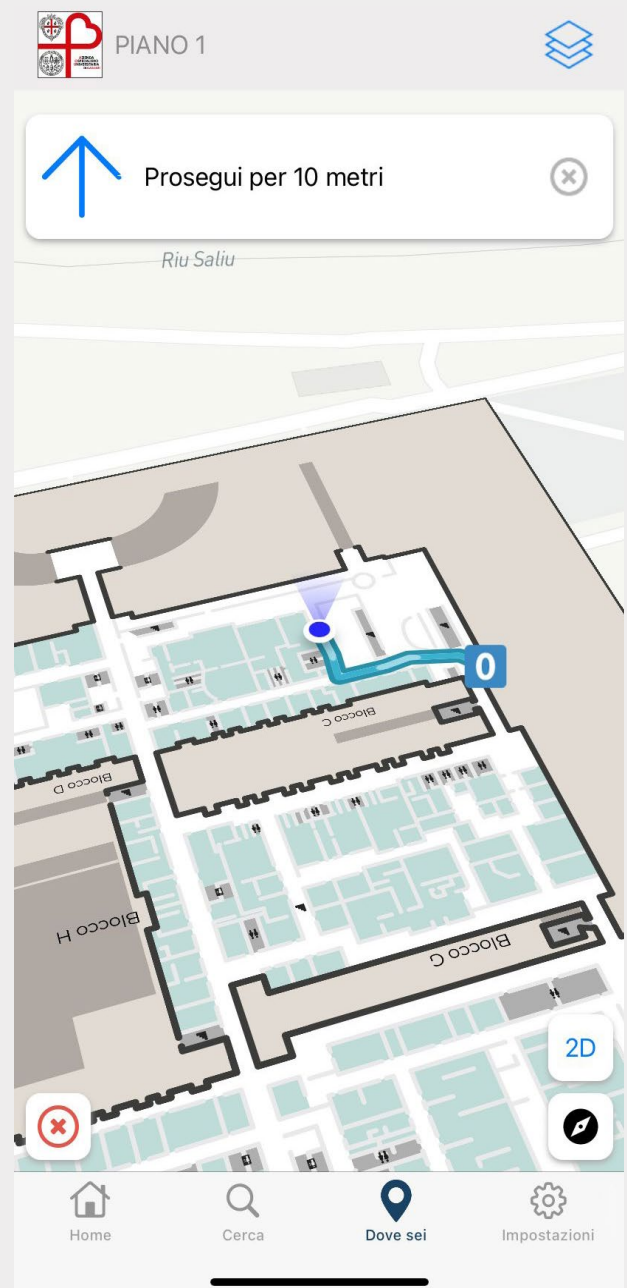 PIANO 1
Prosegui per 10 metri
Riu Saliu
0
Blocco C
Blocco D
Blocco H
Blocco G
2D
Home
Cerca
Dove sei
Impostazioni